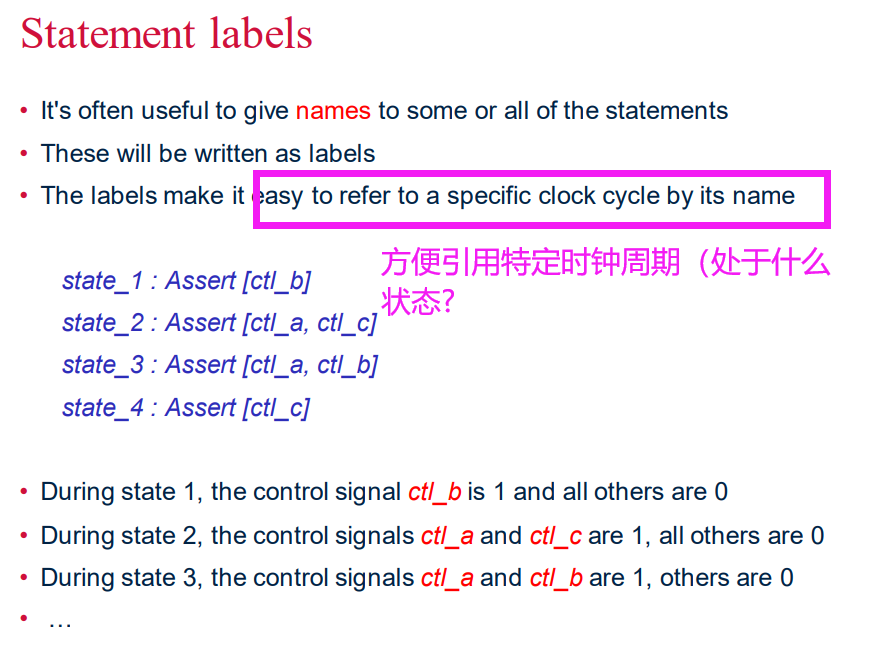 Statement labels
• It's often useful to give names to some or all of the statements
• These will be written as labels
• The labels make it easy to refer to a specific clock cycle by its name
方便引用特定时钟周期（处于什么
状态?
state_1 : Assert [ctl_b]
state_2 : Assert [ctl_a, ctl_c]
state_3 : Assert [ctl_a, ctl_b]
state_4 : Assert [ctl_c]
• During state 1, the control signal ctl_b is 1 and all others are 0
• During state 2, the control signals ctl_a and ctl_c are 1, all others are 0
• During state 3, the control signals ctl_a and ctl_b are 1, others are 0
• …